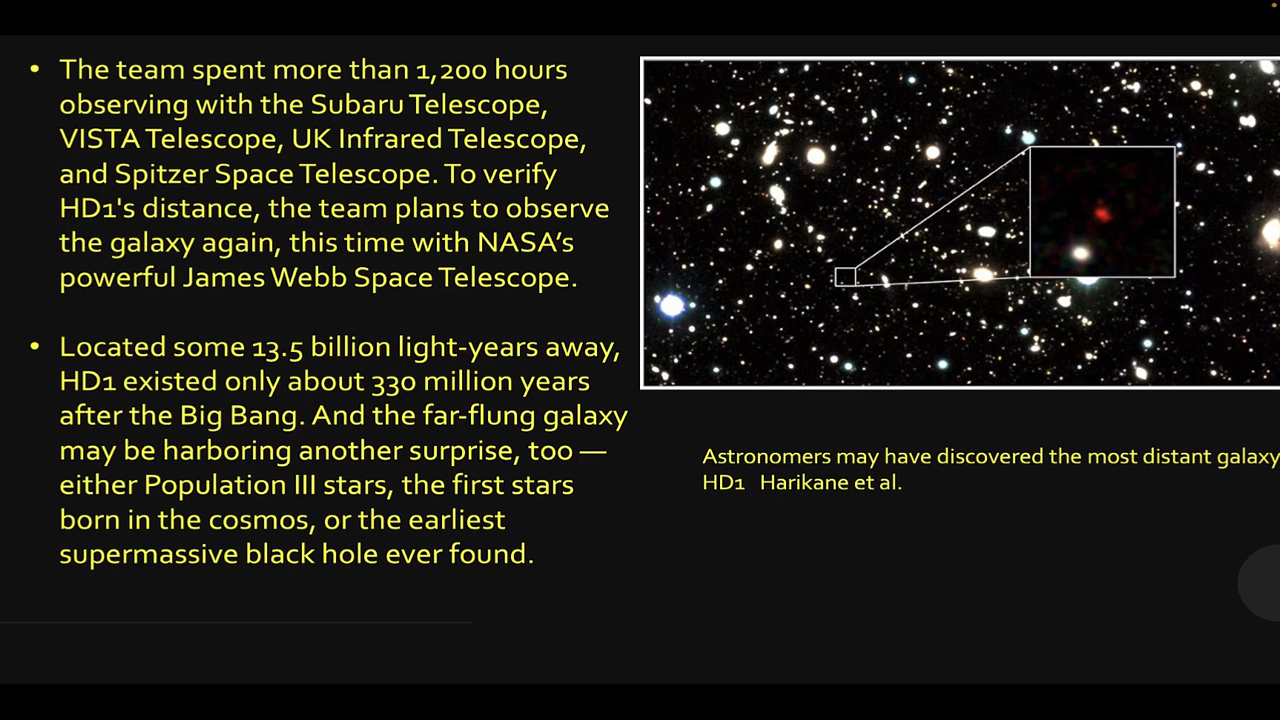 • The team spent more than 1,200 hours
observing with the Subaru Telescope,
VISTA Telescope, UK Infrared Telescope,
and Spitzer Space Telescope. To verify
HD1's distance, the team plans to observe
the galaxy again, this time with NASA’s
powerful James Webb Space Telescope.
• Located some 13.5 billion light-years away,
HD1 existed only about 330 million years
after the Big Bang. And the far-flung galaxy
may be harboring another surprise, too —
either Population III stars, the first stars
born in the cosmos, or the earliest
supermassive black hole ever found.
Astronomers may have discovered the most distant galaxy
HD1 Harikane et al.